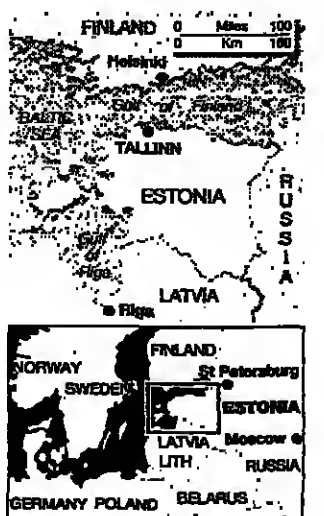 FINLAND 0 Miles 100
0 Km 160
Helsinki
Gulf of Finland
BALTIC
SEA
TALLINN
ESTONIA
RUSSIA
Gulf
of
Riga
LATVIA
Riga
FINLAND
NORWAY
St Petersburg
SWEDEN
ESTONIA
LATVIA
Moscow
LITH
RUSSIA
GERMANY POLAND
BELARUS